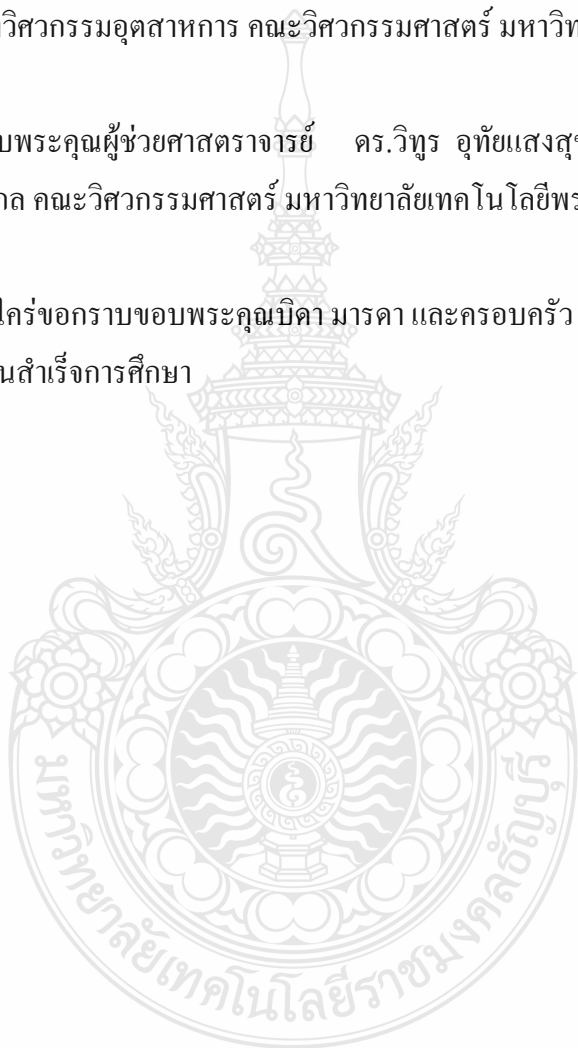 วิศวกรรมอุตสาหการ คณะวิศวกรรมศาสตร์ มหาวิท
บพระคุณผู้ช่วยศาสตราจารย์ ดร.วิทูร อุทัยแสงสุข
กล คณะวิศวกรรมศาสตร์ มหาวิทยาลัยเทคโนโลยีพร
ใคร่ขอกราบขอบพระคุณบิดา มารดา และครอบครัว
นสำเร็จการศึกษา
มหาวิทยาลัยเทคโนโลยีราชมงคลธัญบุรี